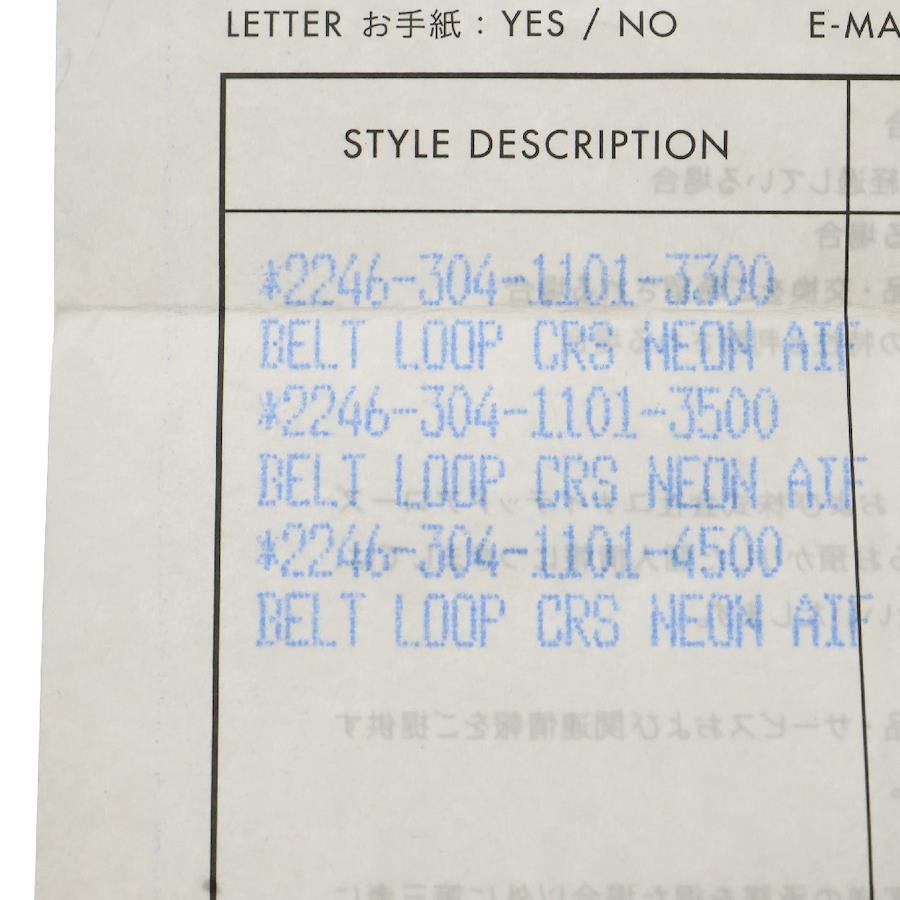 LETTER お手紙 : YES / NO E-MA
STYLE DESCRIPTION
*2246-304-1101-3300
BELT LOOP CRS NEON AIF
*2246-304-1101-3500
BELT LOOP CRS NEON AIF
*2246-304-1101-4500
BELT LOOP CRS NEON AIF